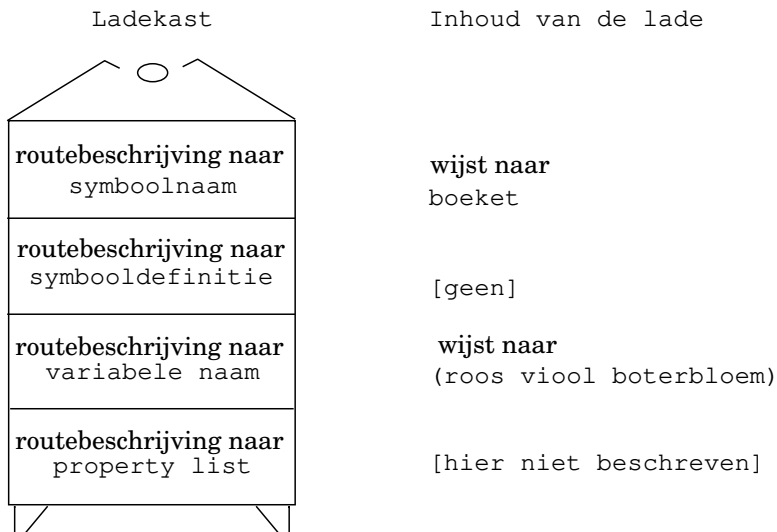 Ladekast Inhoud van de lade
routebeschrijving naar
symboolnaam
wijst naar
boeket
routebeschrijving naar
symbooldefinitie
[geen]
routebeschrijving naar
variabele naam
wijst naar
(roos viool boterbloem)
routebeschrijving naar
property list
[hier niet beschreven]